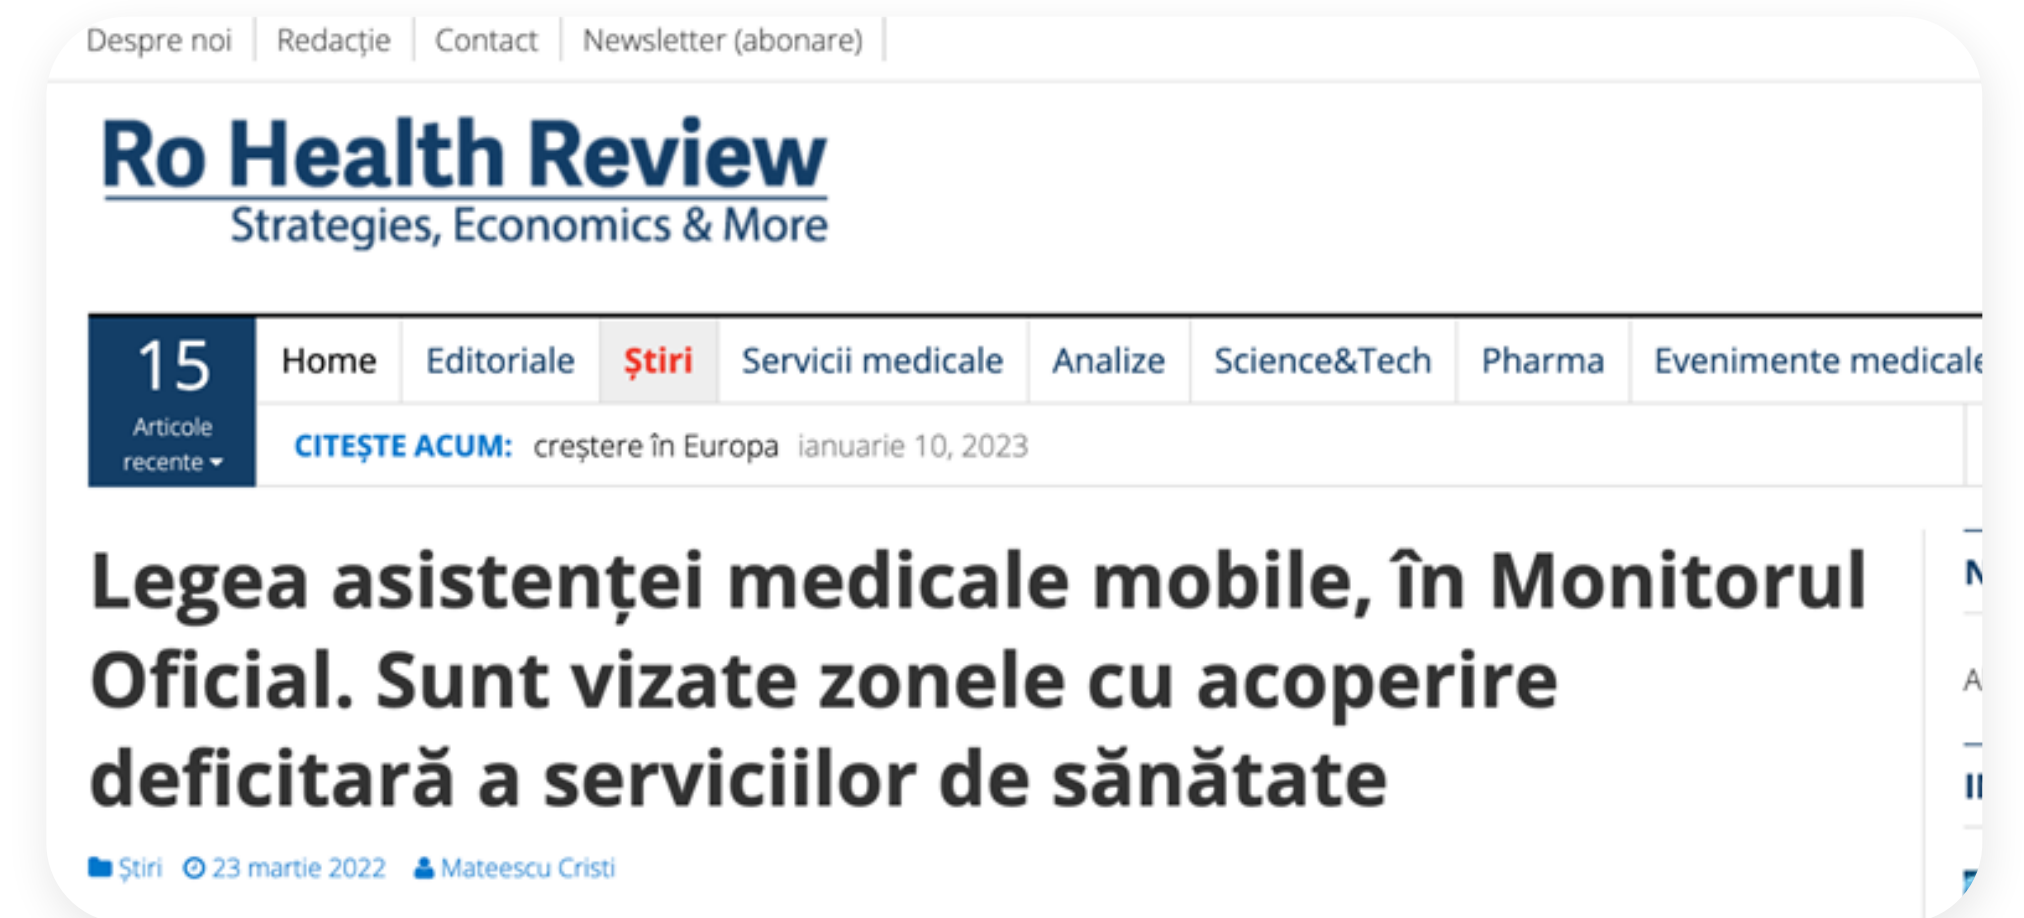 Despre noi
Redacție
Contact
Newsletter (abonare)
Ro Health Review
Strategies, Economics & More
15
Articole
recente
Home
Editoriale
Știri
Servicii medicale
Analize
Science&Tech
Pharma
Evenimente medicale
CITEȘTE ACUM: creștere în Europa ianuarie 10, 2023
Legea asistenței medicale mobile, în Monitorul
Oficial. Sunt vizate zonele cu acoperire
deficitară a serviciilor de sănătate
Știri 23 martie 2022 Mateescu Cristi